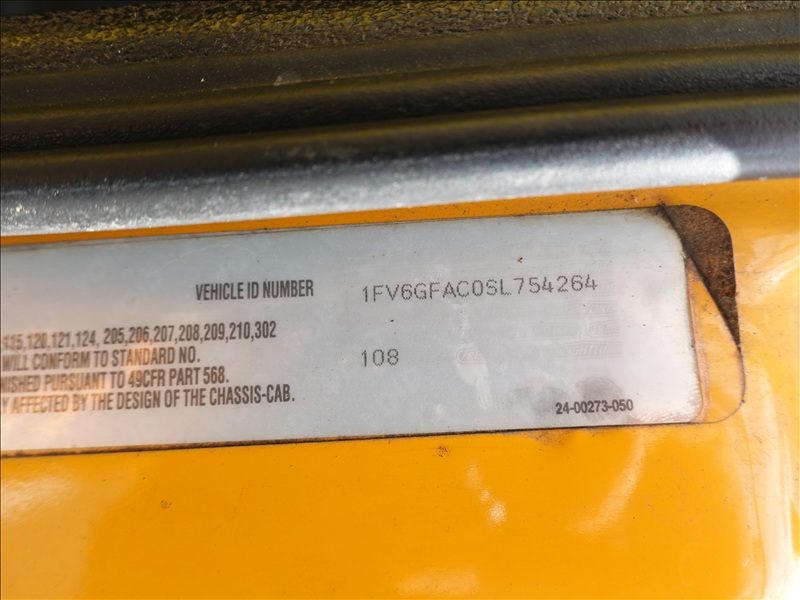 VEHICLE ID NUMBER 1FV6GFAC0SL754264
115,120,121,124, 205,206,207,208,209,210,302
WILL CONFORM TO STANDARD NO. 108
PURSUANT TO 49CFR PART 568.
AFFECTED BY THE DESIGN OF THE CHASSIS-CAB.
24-00273-050